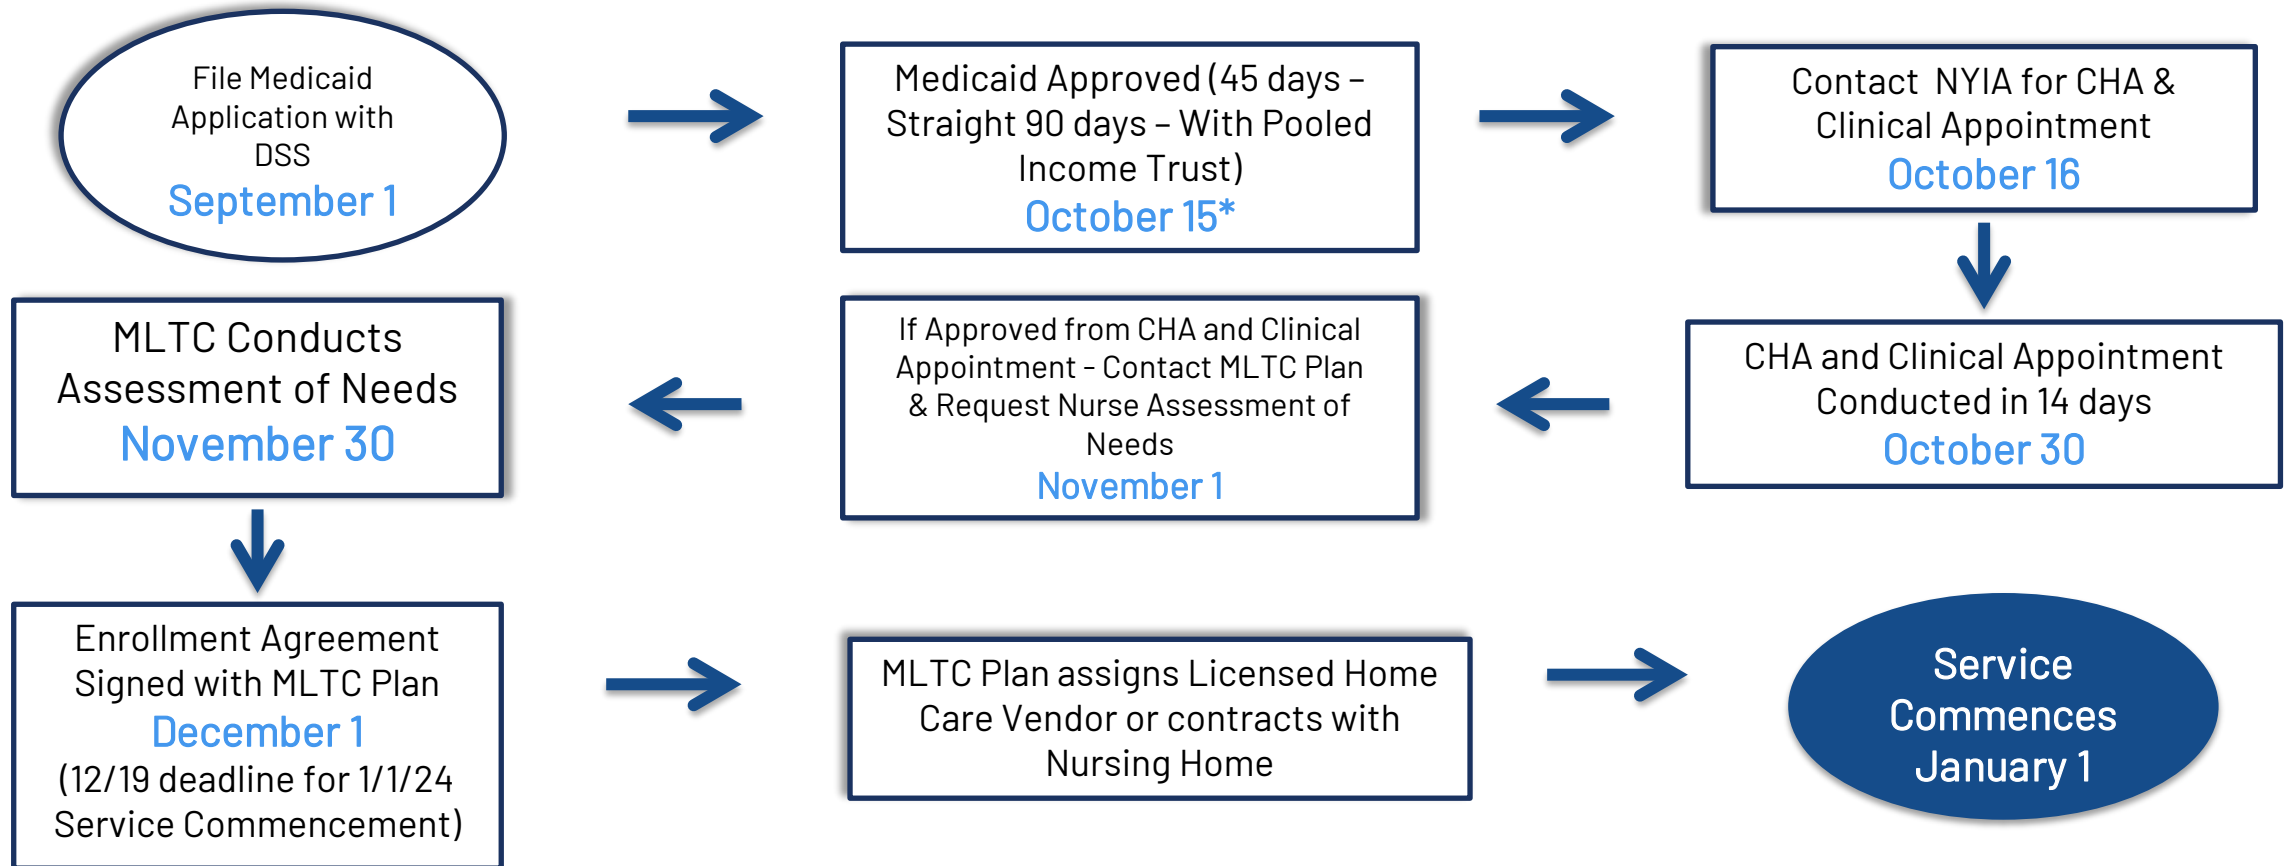 File Medicaid
Application with
DSS
September 1
Medicaid Approved (45 days –
Straight 90 days – With Pooled
Income Trust)
October 15*
Contact NYIA for CHA &
Clinical Appointment
October 16
CHA and Clinical Appointment
Conducted in 14 days
October 30
If Approved from CHA and Clinical
Appointment - Contact MLTC Plan
& Request Nurse Assessment of
Needs
November 1
MLTC Conducts
Assessment of Needs
November 30
Enrollment Agreement
Signed with MLTC Plan
December 1
(12/19 deadline for 1/1/24
Service Commencement)
MLTC Plan assigns Licensed Home
Care Vendor or contracts with
Nursing Home
Service
Commences
January 1